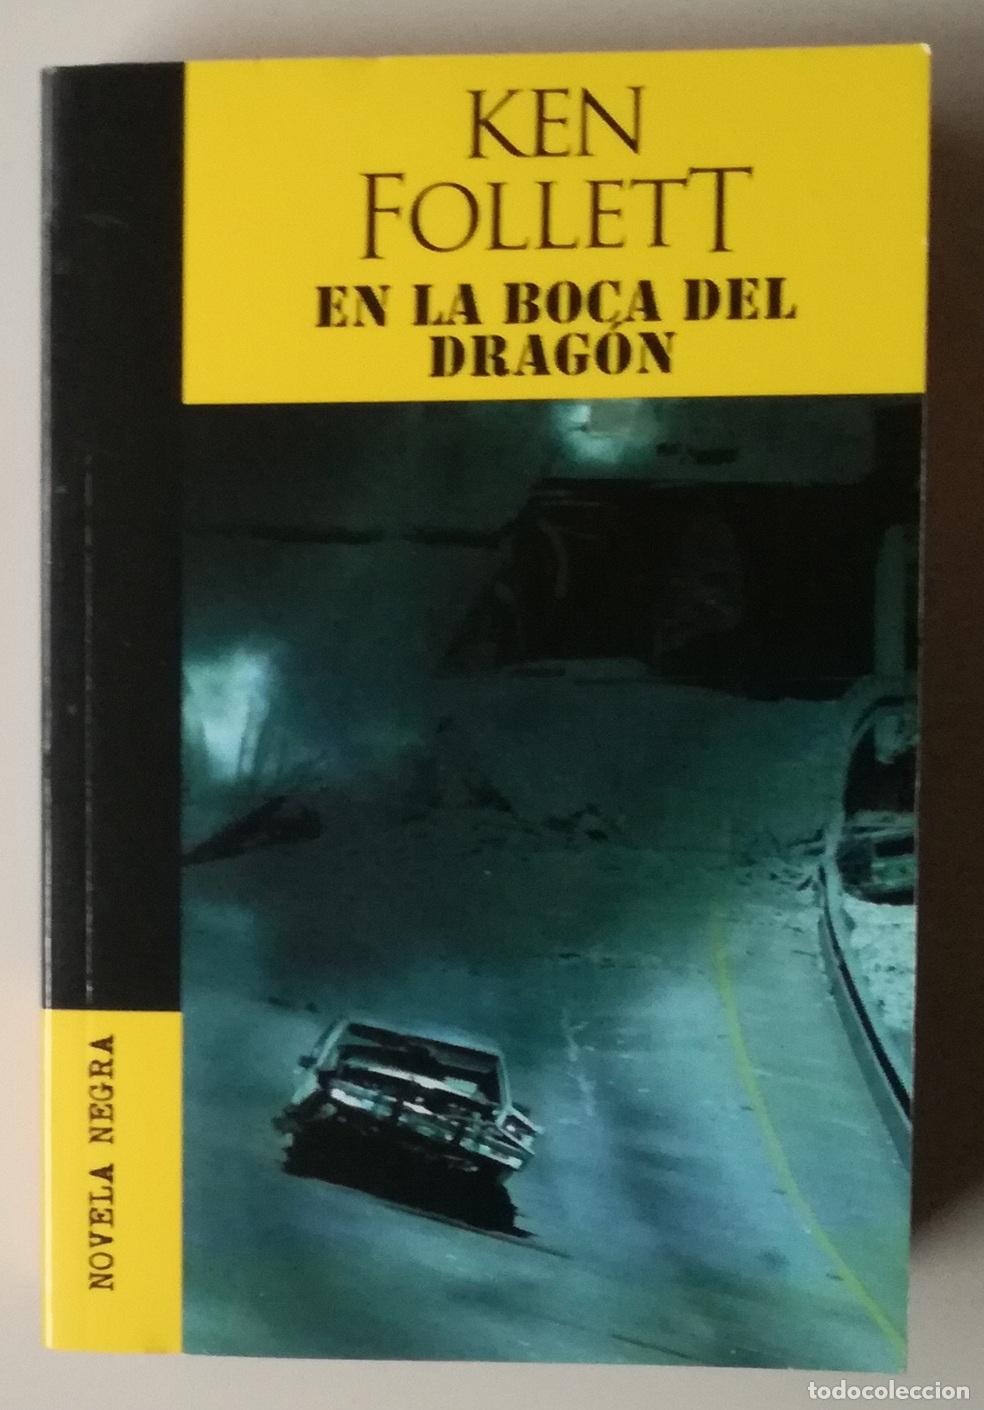 KEN
FOLLETT
EN LA BOCA DEL
DRAGÓN
NOVELA NEGRA
todocoleccion